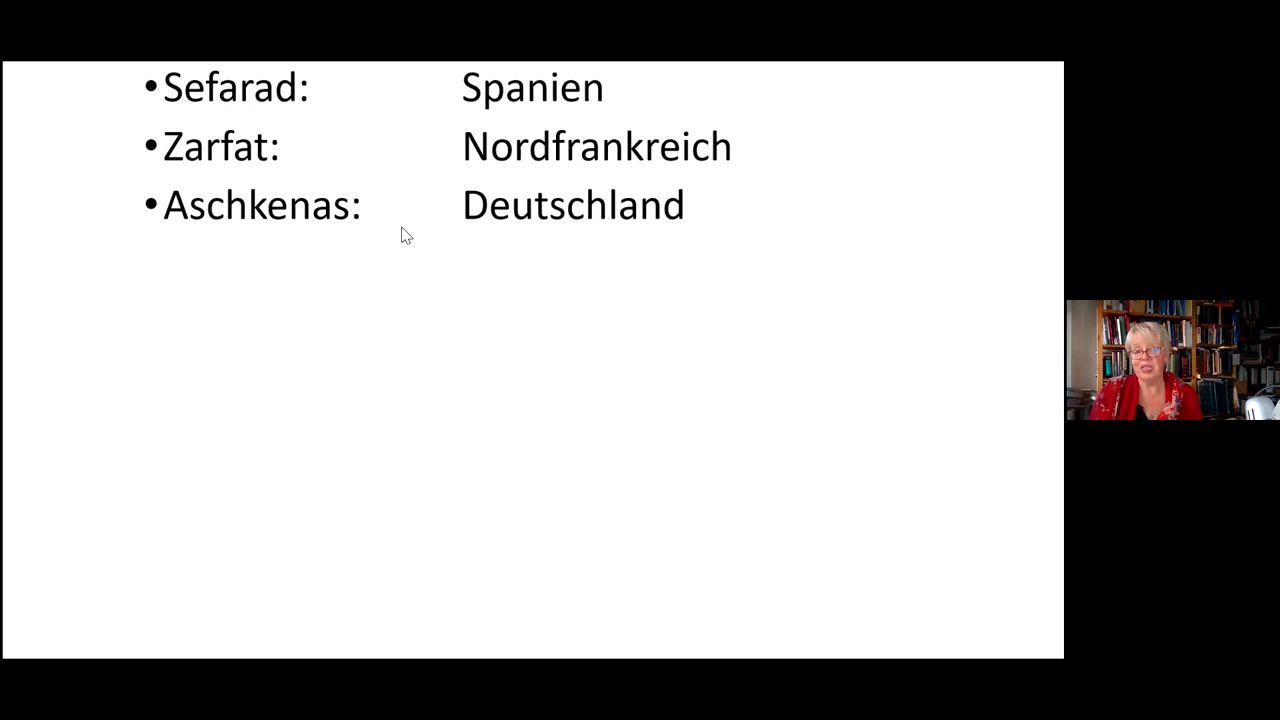 •Sefarad: Spanien
•Zarfat: Nordfrankreich
•Aschkenas: Deutschland